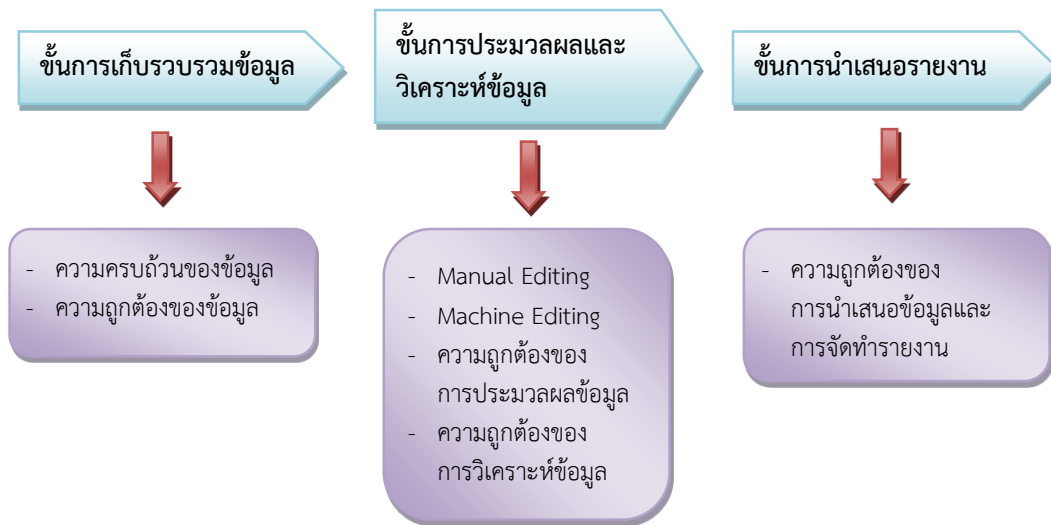 ขั้นการเก็บรวบรวมข้อมูล
ขั้นการประมวลผลและ
วิเคราะห์ข้อมูล
ขั้นการนำเสนอรายงาน
- ความครบถ้วนของข้อมูล
- ความถูกต้องของข้อมูล
- Manual Editing
- Machine Editing
- ความถูกต้องของ
การประมวลผลข้อมูล
- ความถูกต้องของ
การวิเคราะห์ข้อมูล
- ความถูกต้องของ
การนำเสนอข้อมูลและ
การจัดทำรายงาน